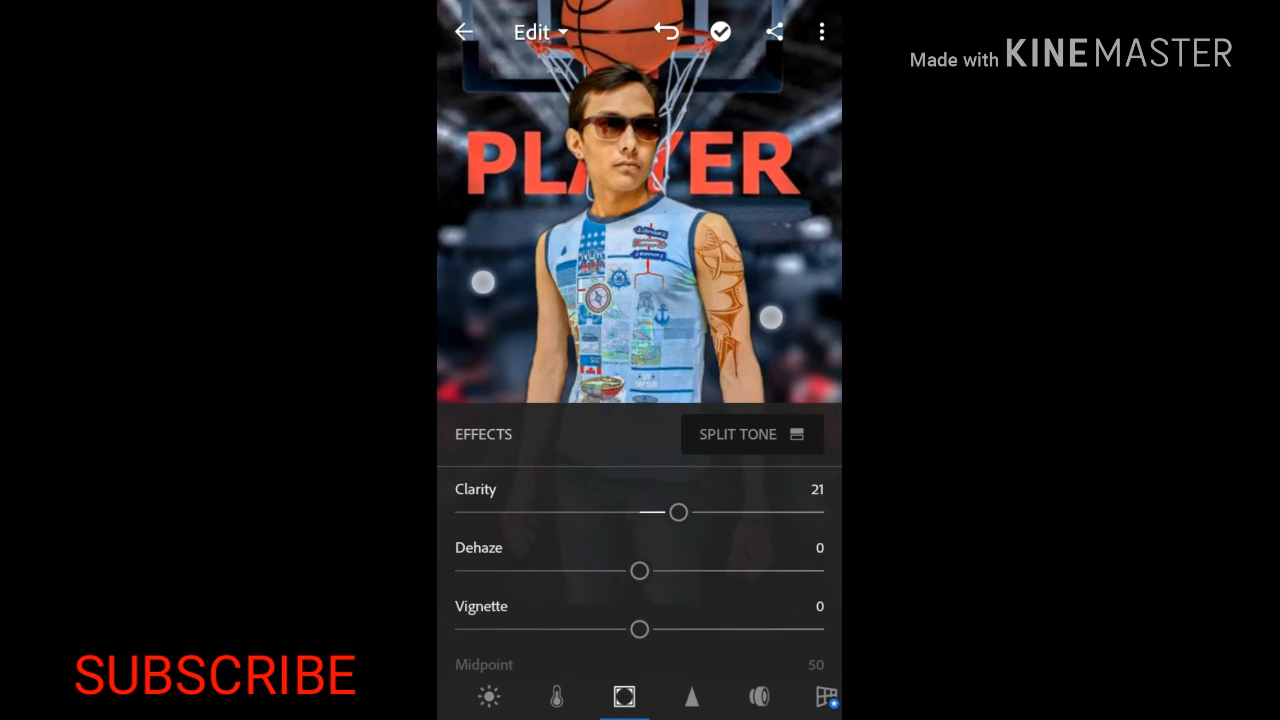 Edit
Made with KINEMASTER
PLAYER
EFFECTS
SPLIT TONE
Clarity 21
Dehaze 0
Vignette 0
Midpoint 50
SUBSCRIBE